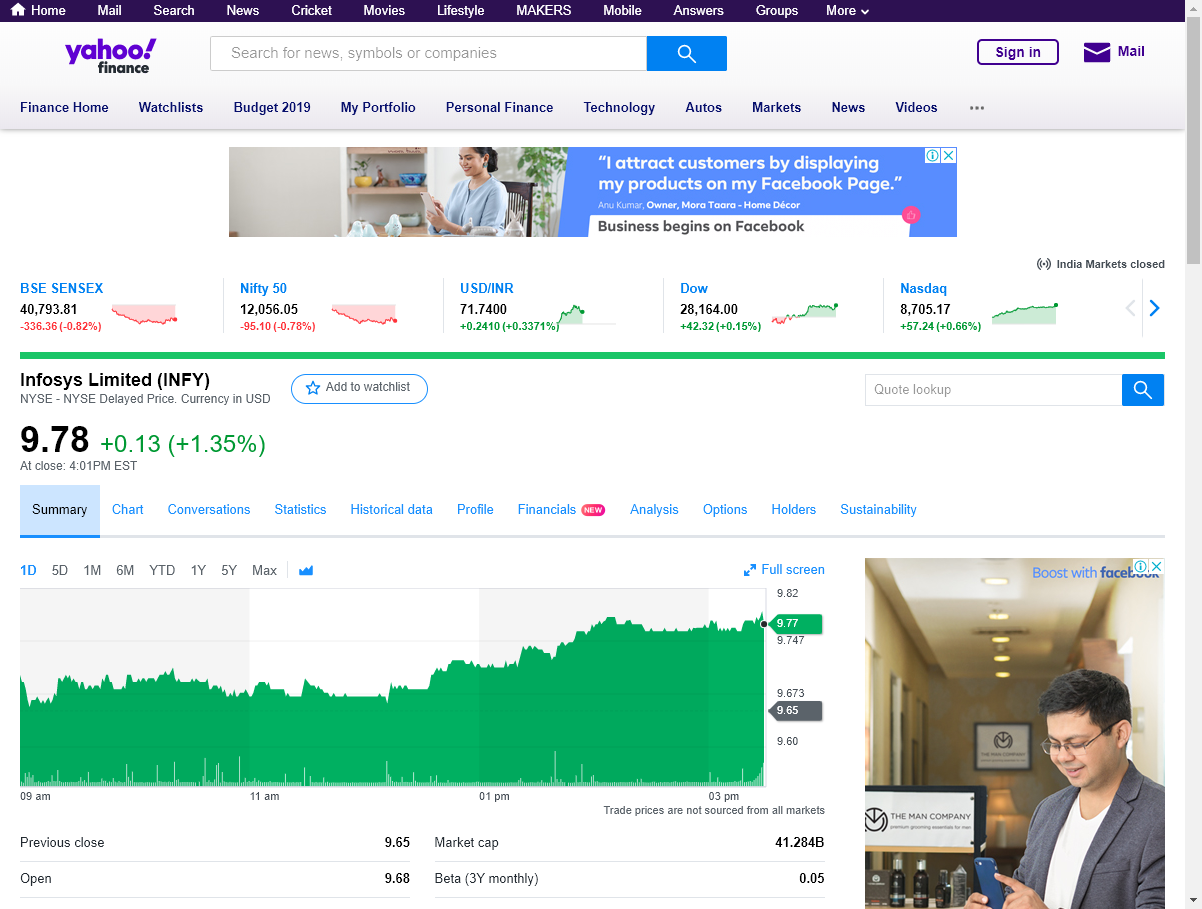 Home Mail Search News Cricket Movies Lifestyle MAKERS Mobile Answers Groups More
yahoo!
finance
Search for news, symbols or companies
Sign in
Mail
Finance Home Watchlists Budget 2019 My Portfolio Personal Finance Technology Autos Markets News Videos
“I attract customers by displaying
my products on my Facebook Page.”
Anu Kumar, Owner, Mora Taara - Home Décor
Business begins on Facebook
India Markets closed
BSE SENSEX
40,793.81
-336.36 (-0.82%)
Nifty 50
12,056.05
-95.10 (-0.78%)
USD/INR
71.7400
+0.2410 (+0.3371%)
Dow
28,164.00
+42.32 (+0.15%)
Nasdaq
8,705.17
+57.24 (+0.66%)
Infosys Limited (INFY)
NYSE - NYSE Delayed Price. Currency in USD
Add to watchlist
Quote lookup
9.78 +0.13 (+1.35%)
At close: 4:01PM EST
Summary Chart Conversations Statistics Historical data Profile Financials NEW Analysis Options Holders Sustainability
1D 5D 1M 6M YTD 1Y 5Y Max
Full screen
9.82
9.77
9.747
9.673
9.65
9.60
09 am 11 am 01 pm 03 pm
Trade prices are not sourced from all markets
Previous close 9.65
Open 9.68
Market cap 41.284B
Beta (3Y monthly) 0.05
Boost with facebook
THE MAN COMPANY
THE MAN COMPANY
premium grooming essentials for men